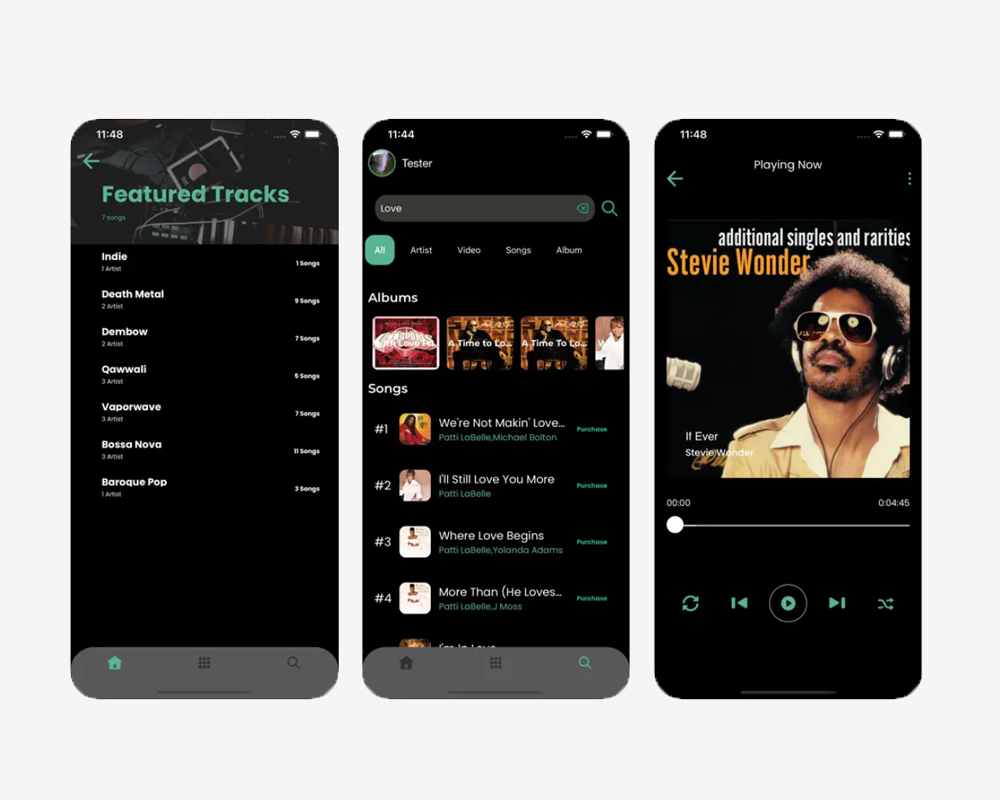 11:48
Featured Tracks
7 songs
Indie
1 Artist
1 Songs
Death Metal
2 Artist
9 Songs
Dembow
2 Artist
7 Songs
Qawwali
3 Artist
5 Songs
Vaporwave
3 Artist
7 Songs
Bossa Nova
3 Artist
11 Songs
Baroque Pop
1 Artist
3 Songs
11:44
Tester
Love
All Artist Video Songs Album
Albums
With Love
A Time to Lo...
A Time To Lo...
Songs
#1
We're Not Makin' Love...
Patti LaBelle,Michael Bolton
Purchase
#2
I'll Still Love You More
Patti LaBelle
Purchase
#3
Where Love Begins
Patti LaBelle,Yolanda Adams
Purchase
#4
More Than (He Loves...
Patti LaBelle,J Moss
Purchase
11:48
Playing Now
additional singles and rarities
Stevie Wonder
If Ever
Stevie Wonder
00:00
0:04:45